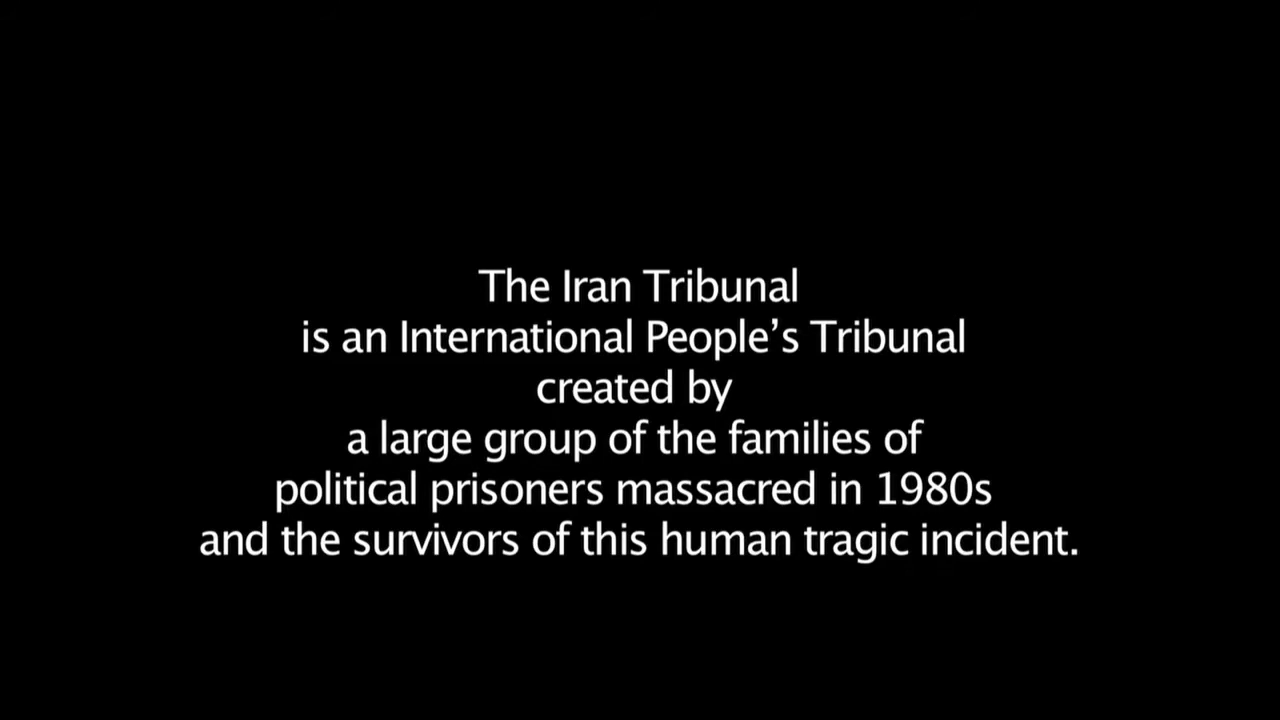 The Iran Tribunal
is an International People’s Tribunal
created by
a large group of the families of
political prisoners massacred in 1980s
and the survivors of this human tragic incident.